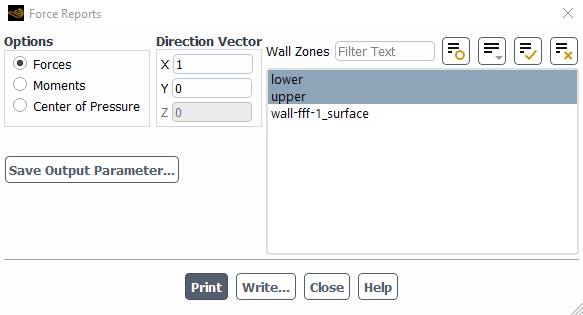 Force Reports
Options
Forces
Moments
Center of Pressure
Save Output Parameter...
Direction Vector
X 1
Y 0
Z 0
Wall Zones Filter Text
lower
upper
wall-fff-1_surface
Print Write... Close Help